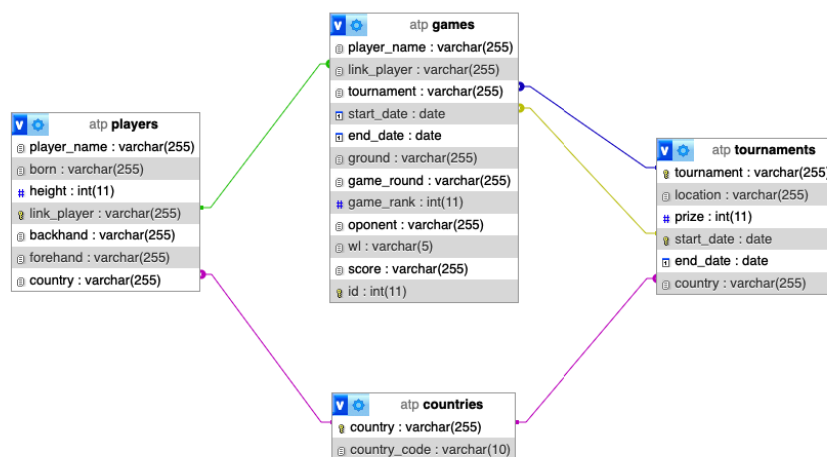 atp games
player_name : varchar(255)
link_player : varchar(255)
tournament : varchar(255)
start_date : date
end_date : date
ground : varchar(255)
game_round : varchar(255)
game_rank : int(11)
oponent : varchar(255)
wl : varchar(5)
score : varchar(255)
id : int(11)
atp players
player_name : varchar(255)
born : varchar(255)
height : int(11)
link_player : varchar(255)
backhand : varchar(255)
forehand : varchar(255)
country : varchar(255)
atp tournaments
tournament : varchar(255)
location : varchar(255)
prize : int(11)
start_date : date
end_date : date
country : varchar(255)
atp countries
country : varchar(255)
country_code : varchar(10)